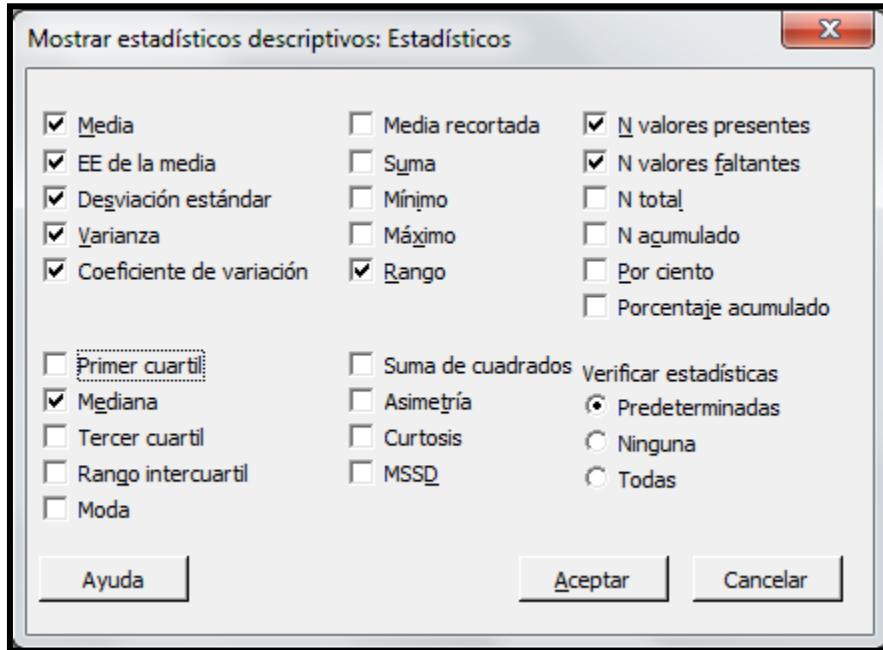 Mostrar estadísticos descriptivos: Estadísticos
Media
EE de la media
Desviación estándar
Varianza
Coeficiente de variación
Media recortada
Suma
Mínimo
Máximo
Rango
N valores presentes
N valores faltantes
N total
N acumulado
Por ciento
Porcentaje acumulado
Primer cuartil
Mediana
Tercer cuartil
Rango intercuartil
Moda
Suma de cuadrados
Asimetría
Curtosis
MSSD
Verificar estadísticas
Predeterminadas
Ninguna
Todas
Ayuda
Aceptar
Cancelar